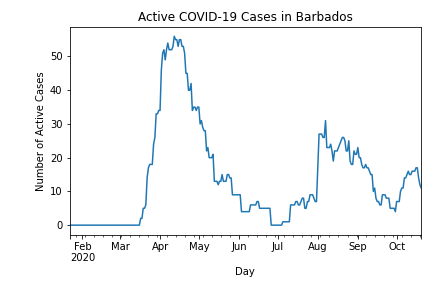 Active COVID-19 Cases in Barbados
Number of Active Cases
50
40
30
20
10
0
Feb Mar Apr May Jun Jul Aug Sep Oct
2020
Day